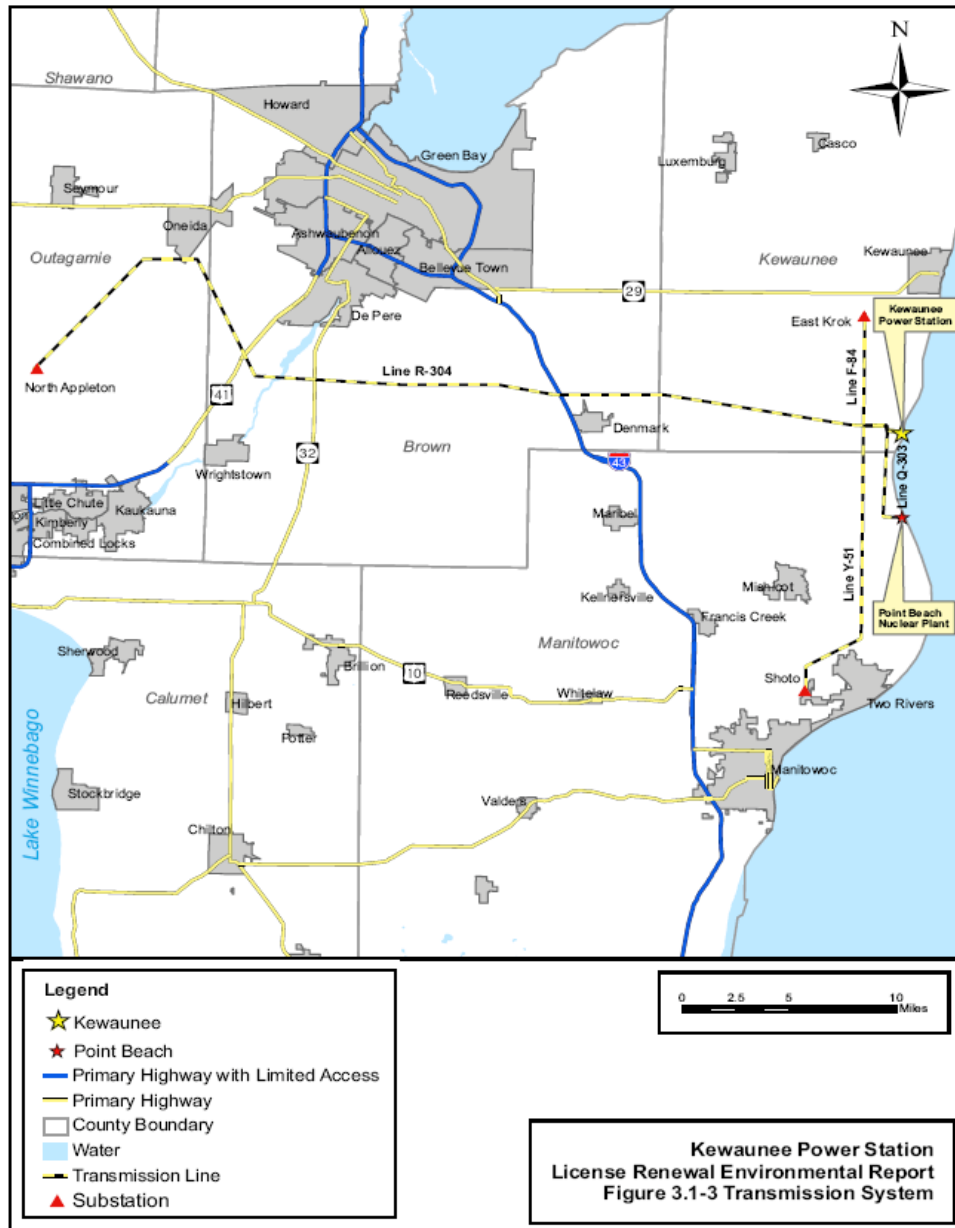 N
Shawano
Howard
Green Bay
Luxemburg
Casco
Seymour
Oneida
Ashwaubenon
Allouez
Outagamie
Bellevue Town
Kewaunee
Kewaunee
29
De Pere
East Krok
Kewaunee
Power Station
North Appleton
Line R-304
Line F-84
41
32
Brown
Denmark
Line Q-303
Wrightstown
43
Little Chute
Kaukauna
Kimberly
Combined Locks
Maribel
Line Y-51
Kellnersville
Mishicot
Francis Creek
Point Beach
Nuclear Plant
Manitowoc
Sherwood
Brillion
10
Reedsville
Whitelaw
Shoto
Two Rivers
Calumet
Hilbert
Potter
Lake Winnebago
Stockbridge
Manitowoc
Valders
Chilton
Legend
Kewaunee
Point Beach
Primary Highway with Limited Access
Primary Highway
County Boundary
Water
Transmission Line
Substation
0 2.5 5 10
Miles
Kewaunee Power Station
License Renewal Environmental Report
Figure 3.1-3 Transmission System